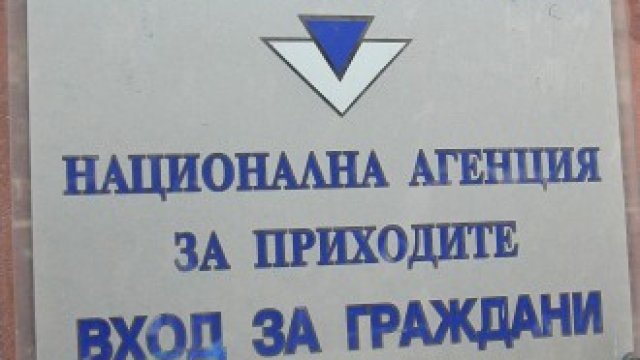 НАЦИОНАЛНА АГЕНЦИЯ
ЗА ПРИХОДИТЕ
ВХОД ЗА ГРАЖДАНИ